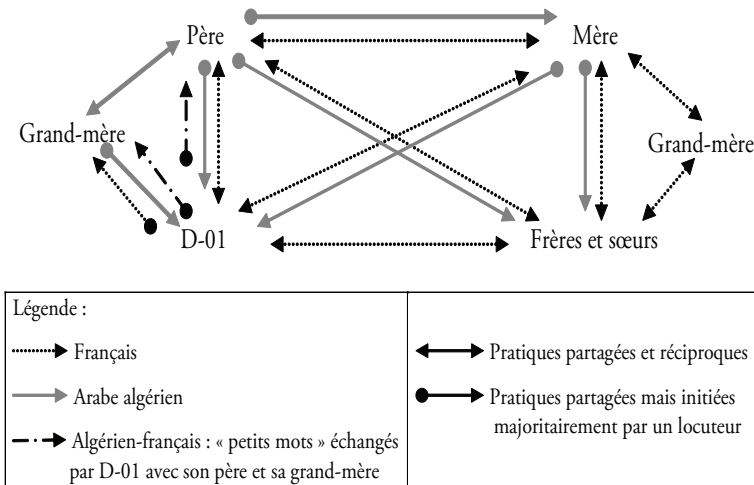 Père
Mère
Grand-mère
Grand-mère
D-01
Frères et sœurs
Légende :
Français
Pratiques partagées et réciproques
Arabe algérien
Pratiques partagées mais initiées
majoritairement par un locuteur
Algérien-français : « petits mots » échangés
par D-01 avec son père et sa grand-mère